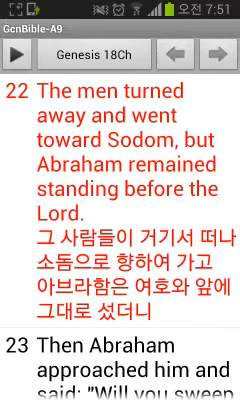 오전 7:51
GcnBible-A9
Genesis 18Ch
22 The men turned
away and went
toward Sodom, but
Abraham remained
standing before the
Lord.
그 사람들이 거기서 떠나
소돔으로 향하여 가고
아브라함은 여호와 앞에
그대로 섰더니
23 Then Abraham
approached him and
said: "Will you sweep